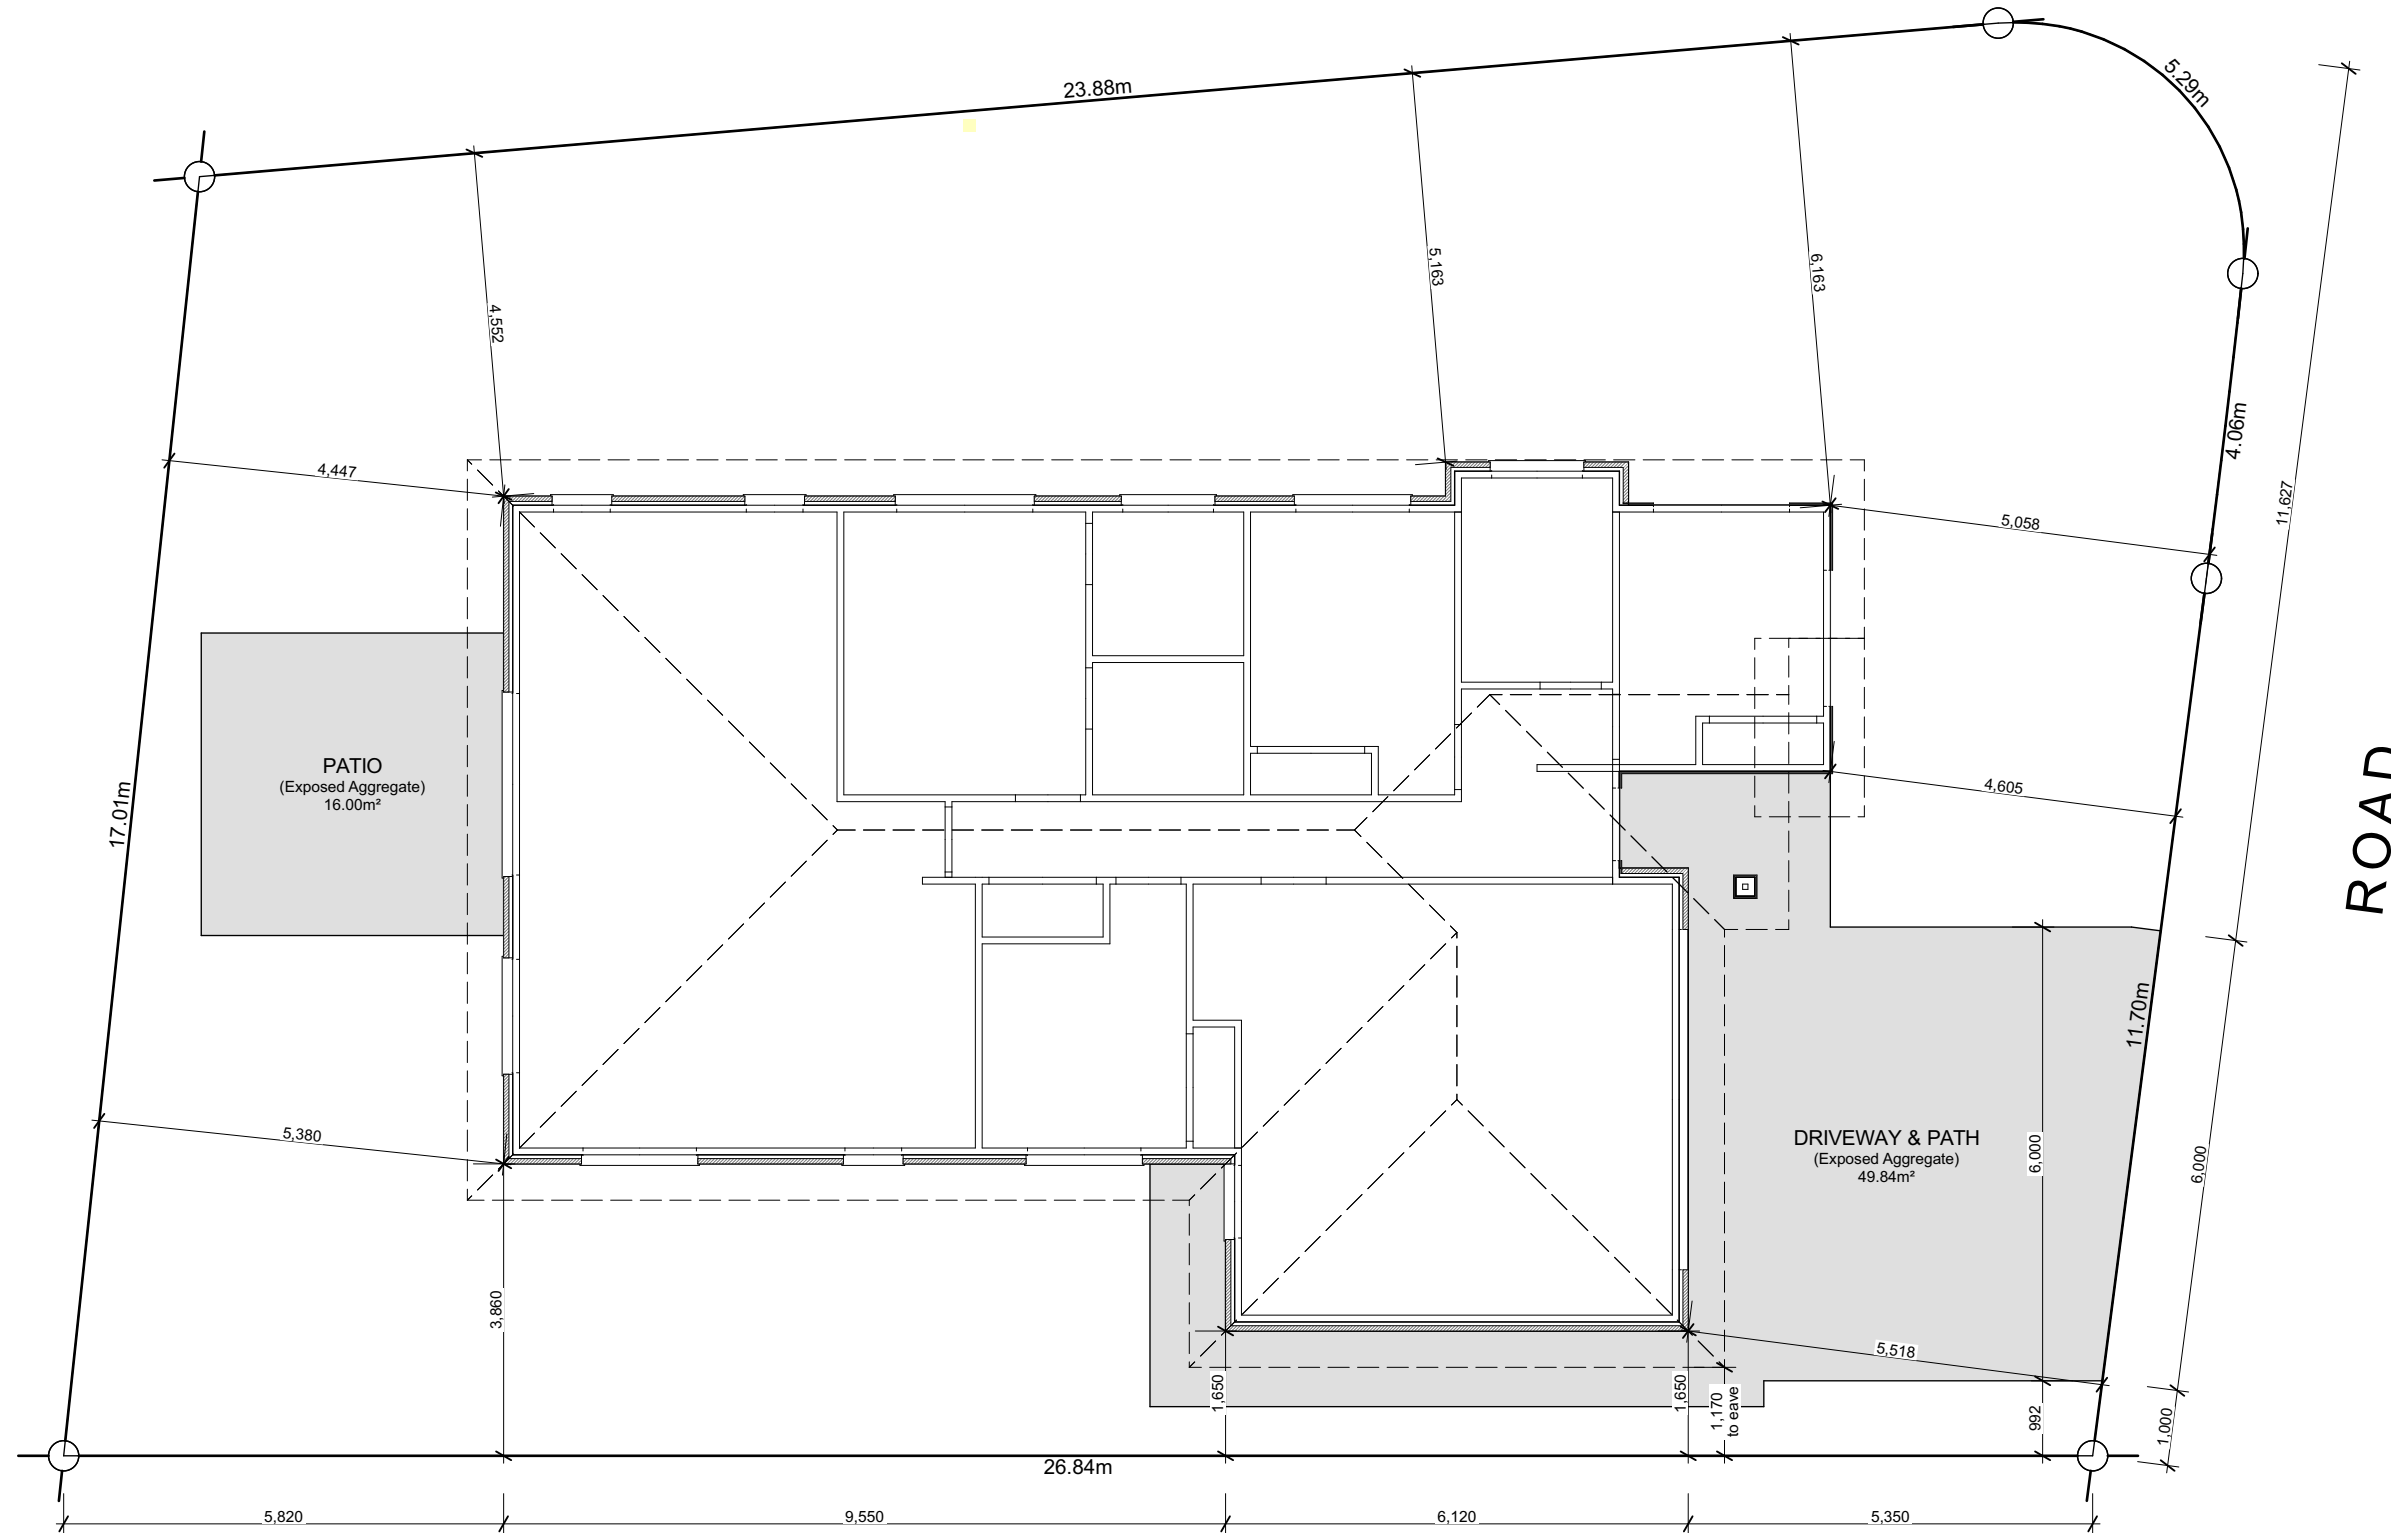 23.88m
5.29m
4,552
5,163
6,163
4,447
5,058
4.06m
11,627
17.01m
PATIO
(Exposed Aggregate)
16.00m²
4,605
ROAD
11.70m
5,380
DRIVEWAY & PATH
(Exposed Aggregate)
49.84m²
6,000
6,000
3,860
5,518
1,650
1,650
1,170
to eave
992
1,000
26.84m
5,820
9,550
6,120
5,350